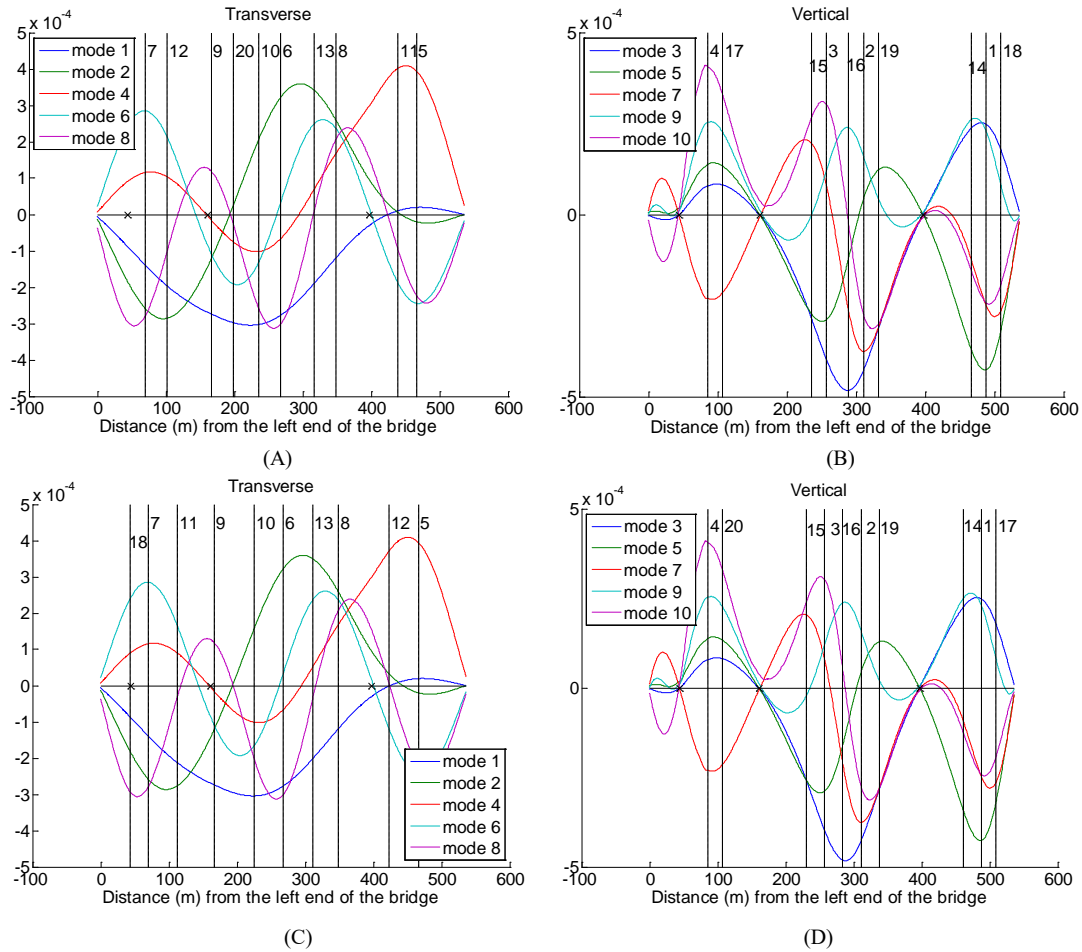 Transverse
x 10⁻⁴
5
4
3
2
1
0
-1
-2
-3
-4
-5
-100 0 100 200 300 400 500 600
7 12 9 20 10 6 13 8 11 5
mode 1
mode 2
mode 4
mode 6
mode 8
Distance (m) from the left end of the bridge
(A)
Vertical
x 10⁻⁴
5
0
-5
-100 0 100 200 300 400 500 600
4 17 15 3 16 2 19 14 1 18
mode 3
mode 5
mode 7
mode 9
mode 10
Distance (m) from the left end of the bridge
(B)
Transverse
x 10⁻⁴
5
4
3
2
1
0
-1
-2
-3
-4
-5
-100 0 100 200 300 400 500 600
18 7 11 9 10 6 13 8 12 5
mode 1
mode 2
mode 4
mode 6
mode 8
Distance (m) from the left end of the bridge
(C)
Vertical
x 10⁻⁴
5
0
-5
-100 0 100 200 300 400 500 600
4 20 15 3 16 2 19 14 1 17
mode 3
mode 5
mode 7
mode 9
mode 10
Distance (m) from the left end of the bridge
(D)